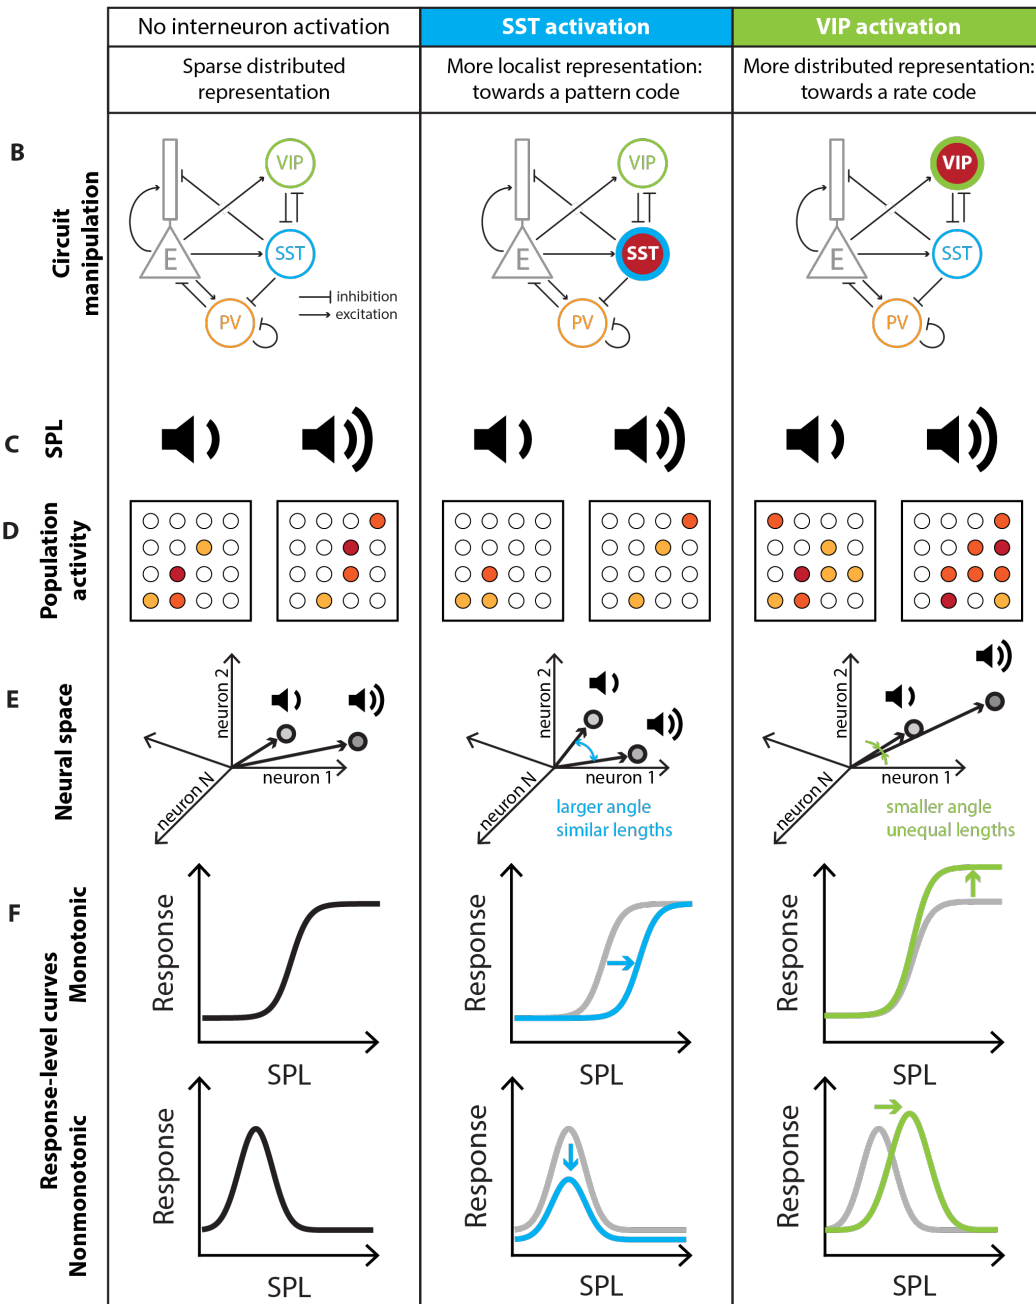 No interneuron activation
SST activation
VIP activation
Sparse distributed
representation
More localist representation:
towards a pattern code
More distributed representation:
towards a rate code
B
Circuit
manipulation
VIP
E
SST
PV
inhibition
excitation
VIP
E
SST
PV
VIP
E
SST
PV
C
SPL
D
Population
activity
E
Neural space
neuron 2
neuron 1
neuron N
neuron 2
neuron 1
neuron N
larger angle
similar lengths
neuron 2
neuron 1
neuron N
smaller angle
unequal lengths
F
Response-level curves
Monotonic
Response
SPL
Response
SPL
Response
SPL
Nonmonotonic
Response
SPL
Response
SPL
Response
SPL